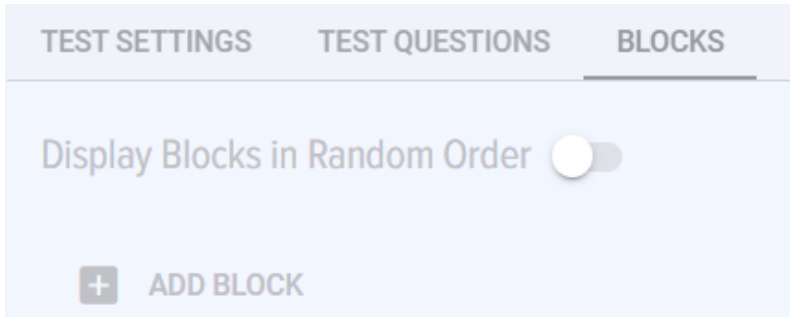 TEST SETTINGS TEST QUESTIONS BLOCKS
Display Blocks in Random Order
ADD BLOCK